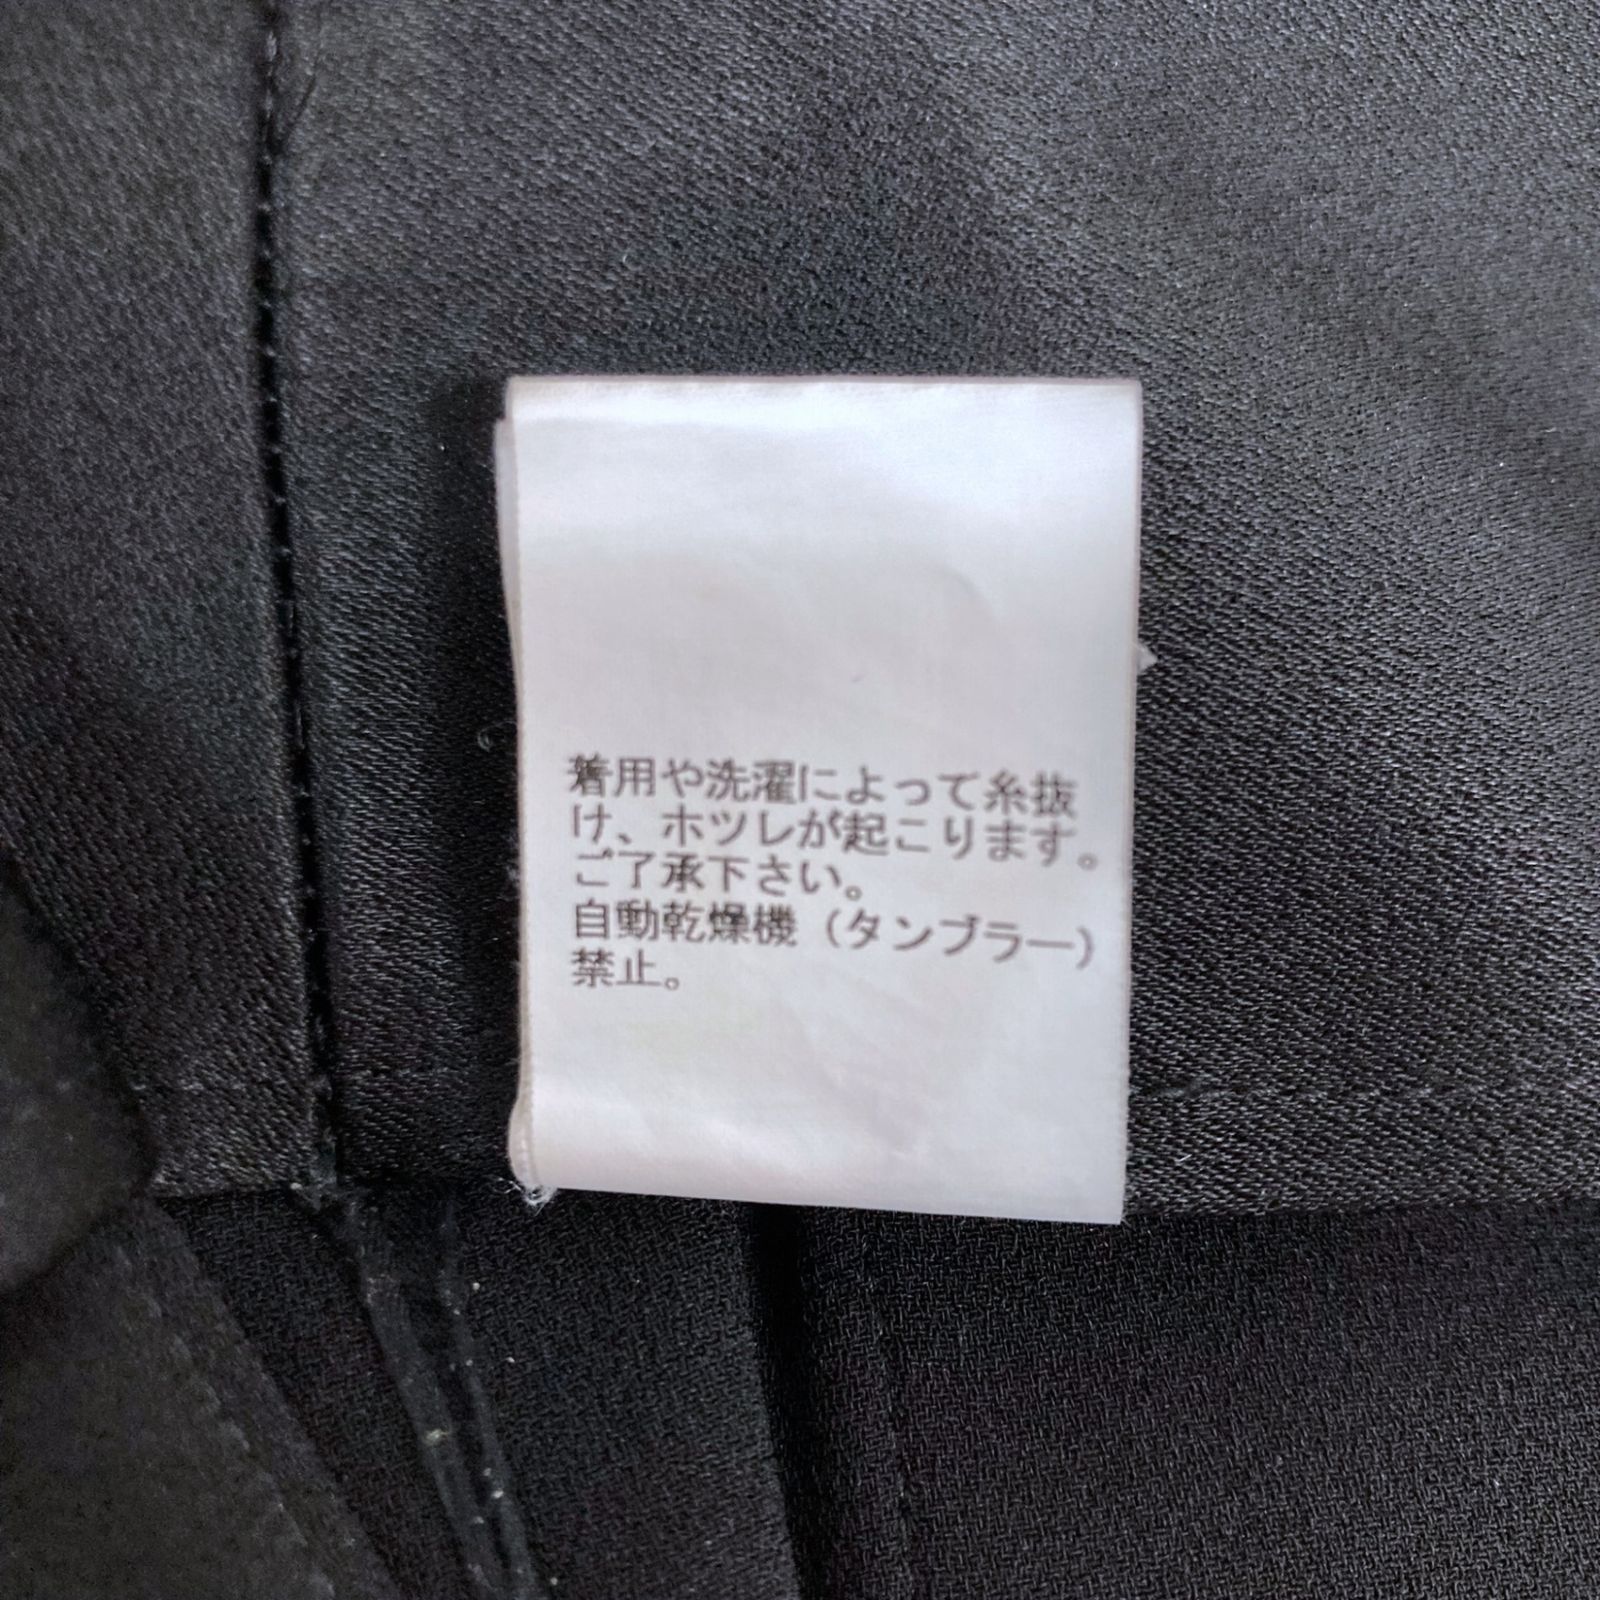 着用や洗濯によって糸抜
け、ホツレが起こります。
ご了承下さい。
自動乾燥機（タンブラー）
禁止。